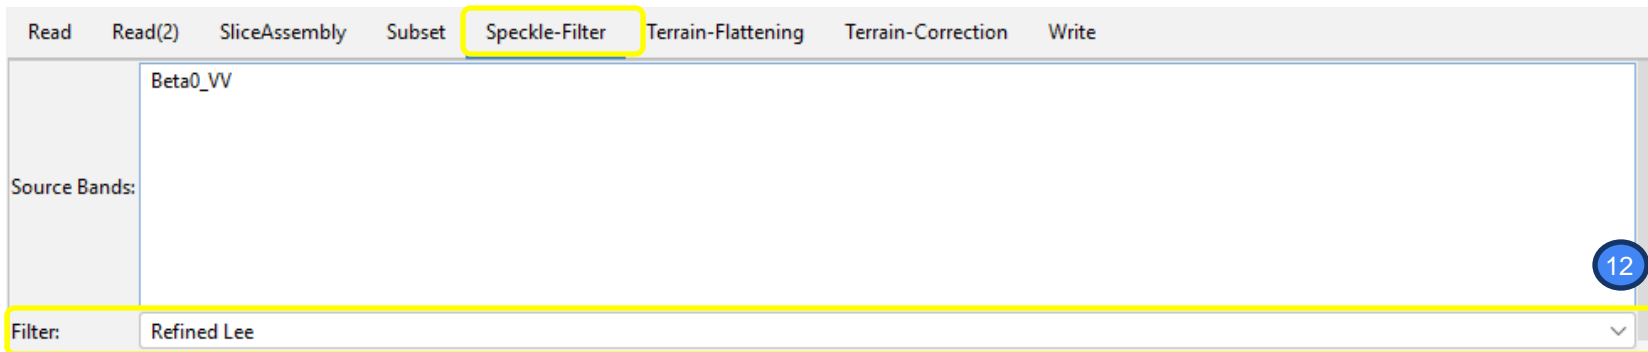 Read Read(2) SliceAssembly Subset Speckle-Filter Terrain-Flattening Terrain-Correction Write
Beta0_VV
Source Bands:
12
Filter: Refined Lee